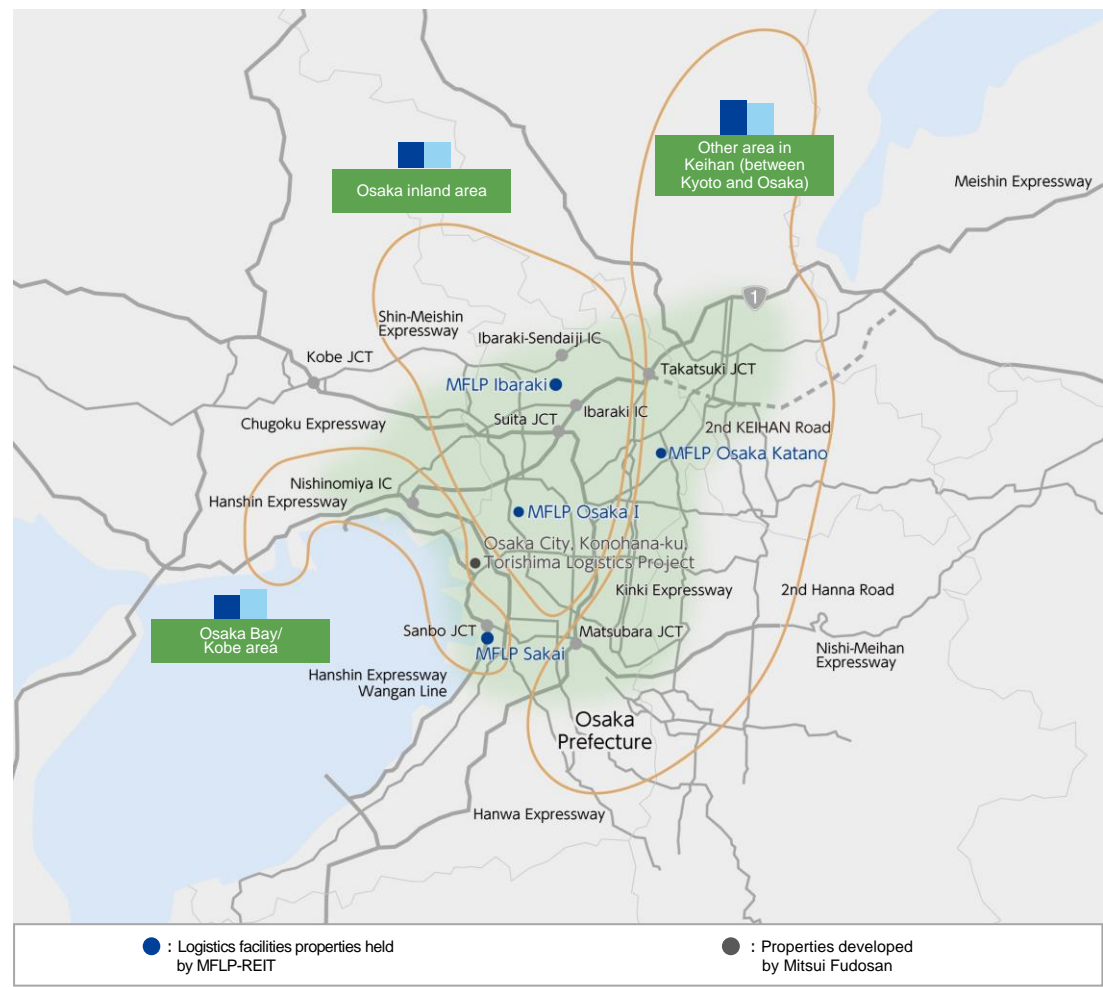 Other area in
Keihan (between
Kyoto and Osaka)
Osaka inland area
Meishin Expressway
1
Shin-Meishin
Expressway
Ibaraki-Sendaiji IC
Kobe JCT
Takatsuki JCT
MFLP Ibaraki
Ibaraki IC
Suita JCT
Chugoku Expressway
2nd KEIHAN Road
MFLP Osaka Katano
Nishinomiya IC
Hanshin Expressway
MFLP Osaka I
Osaka City, Konohana-ku,
Torishima Logistics Project
Kinki Expressway
2nd Hanna Road
Osaka Bay/
Kobe area
Sanbo JCT
Matsubara JCT
MFLP Sakai
Nishi-Meihan
Expressway
Hanshin Expressway
Wangan Line
Osaka
Prefecture
Hanwa Expressway
: Logistics facilities properties held
by MFLP-REIT
: Properties developed
by Mitsui Fudosan